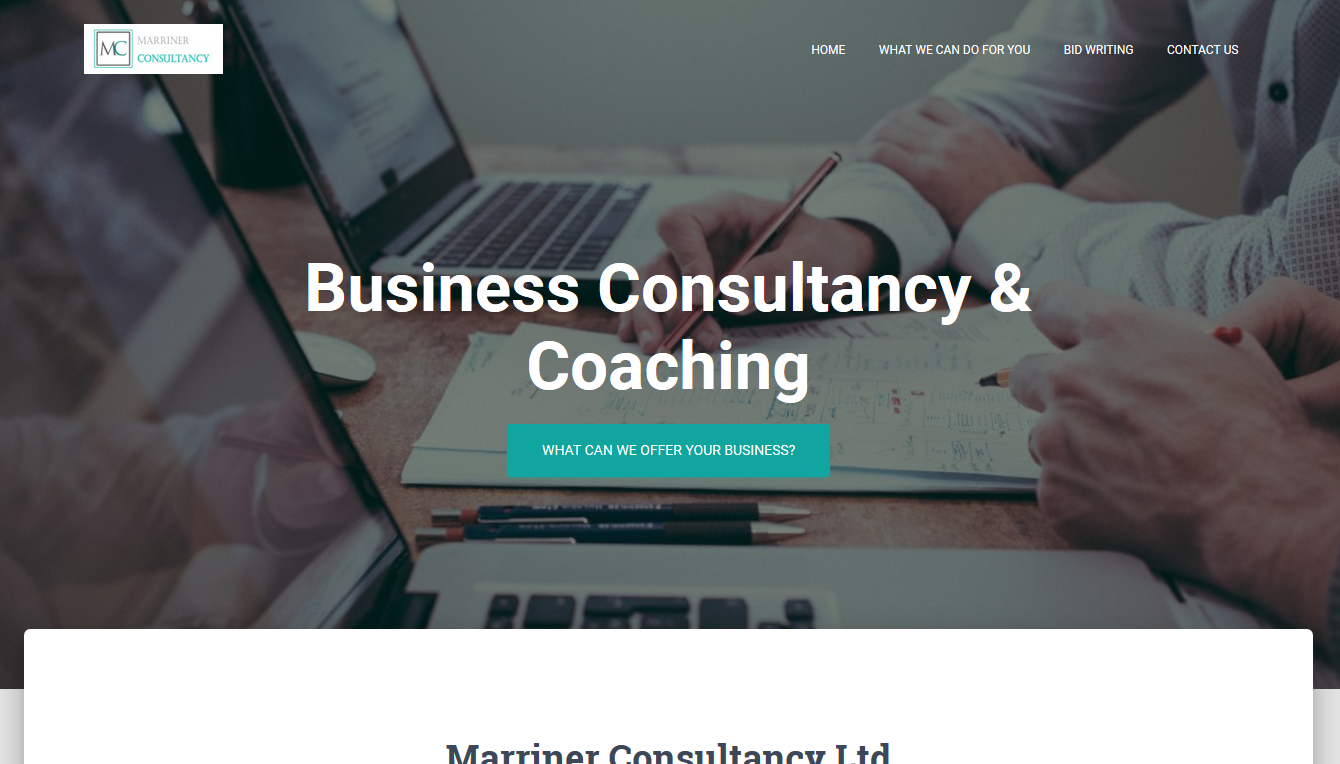 MC
MARRINER
CONSULTANCY
HOME
WHAT WE CAN DO FOR YOU
BID WRITING
CONTACT US
Business Consultancy &
Coaching
WHAT CAN WE OFFER YOUR BUSINESS?
Marriner Consultancy Ltd